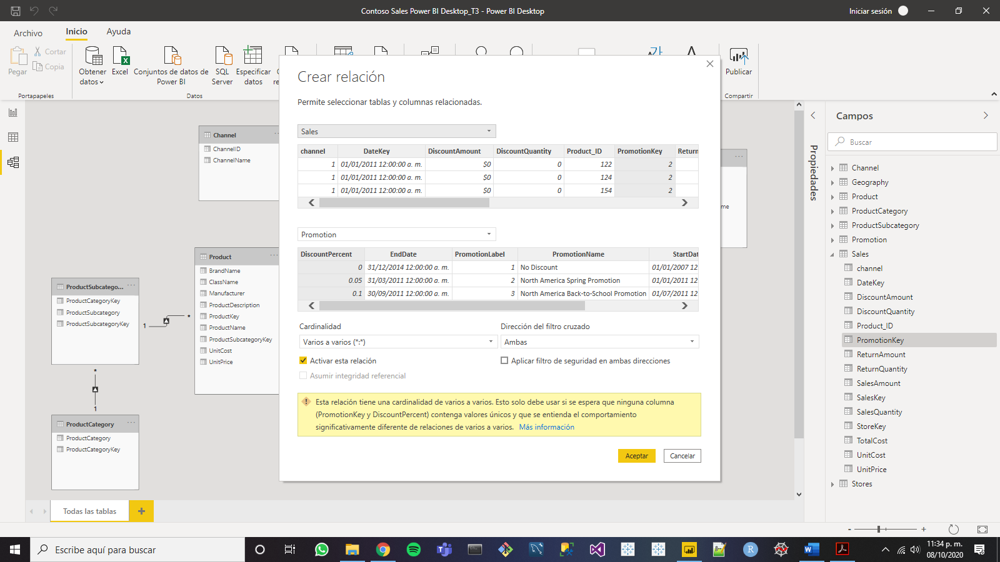 Contoso Sales Power BI Desktop_T3 - Power BI Desktop
Iniciar sesión
Archivo
Inicio
Ayuda
Pegar
Cortar
Copia
Portapapeles
Obtener datos
Excel
Conjuntos de datos de Power BI
SQL Server
Especificar datos
Datos
Publicar
Compartir
Crear relación
Permite seleccionar tablas y columnas relacionadas.
Sales
channel DateKey DiscountAmount DiscountQuantity Product_ID PromotionKey Return
1 01/01/2011 12:00:00 a. m. $0 0 122 2
1 01/01/2011 12:00:00 a. m. $0 0 124 2
1 01/01/2011 12:00:00 a. m. $0 0 154 2
Promotion
DiscountPercent EndDate PromotionLabel PromotionName StartDat
0 31/12/2014 12:00:00 a. m. 1 No Discount 01/01/2007 12
0.05 31/03/2011 12:00:00 a. m. 2 North America Spring Promotion 01/01/2011 12
0.1 30/09/2011 12:00:00 a. m. 3 North America Back-to-School Promotion 01/07/2011 12
Cardinalidad
Varios a varios (*:*)
Dirección del filtro cruzado
Ambas
Activar esta relación
Aplicar filtro de seguridad en ambas direcciones
Asumir integridad referencial
Esta relación tiene una cardinalidad de varios a varios. Esto solo debe usar si se espera que ninguna columna
(PromotionKey y DiscountPercent) contenga valores únicos y que se entienda el comportamiento
significativamente diferente de relaciones de varios a varios. Más información
Aceptar
Cancelar
Channel
ChannelID
ChannelName
Product
BrandName
ClassName
Manufacturer
ProductDescription
ProductKey
ProductName
ProductSubcategoryKey
UnitCost
UnitPrice
ProductSubcatego...
ProductCategoryKey
ProductSubcategory
ProductSubcategoryKey
1
*
*
1
ProductCategory
ProductCategory
ProductCategoryKey
me
Propiedades
Campos
Buscar
Channel
Geography
Product
ProductCategory
ProductSubcategory
Promotion
Sales
channel
DateKey
DiscountAmount
DiscountQuantity
Product_ID
PromotionKey
ReturnAmount
ReturnQuantity
SalesAmount
SalesKey
SalesQuantity
StoreKey
TotalCost
UnitCost
UnitPrice
Stores
Todas las tablas
+
- +
Escribe aquí para buscar
11:34 p. m.
08/10/2020